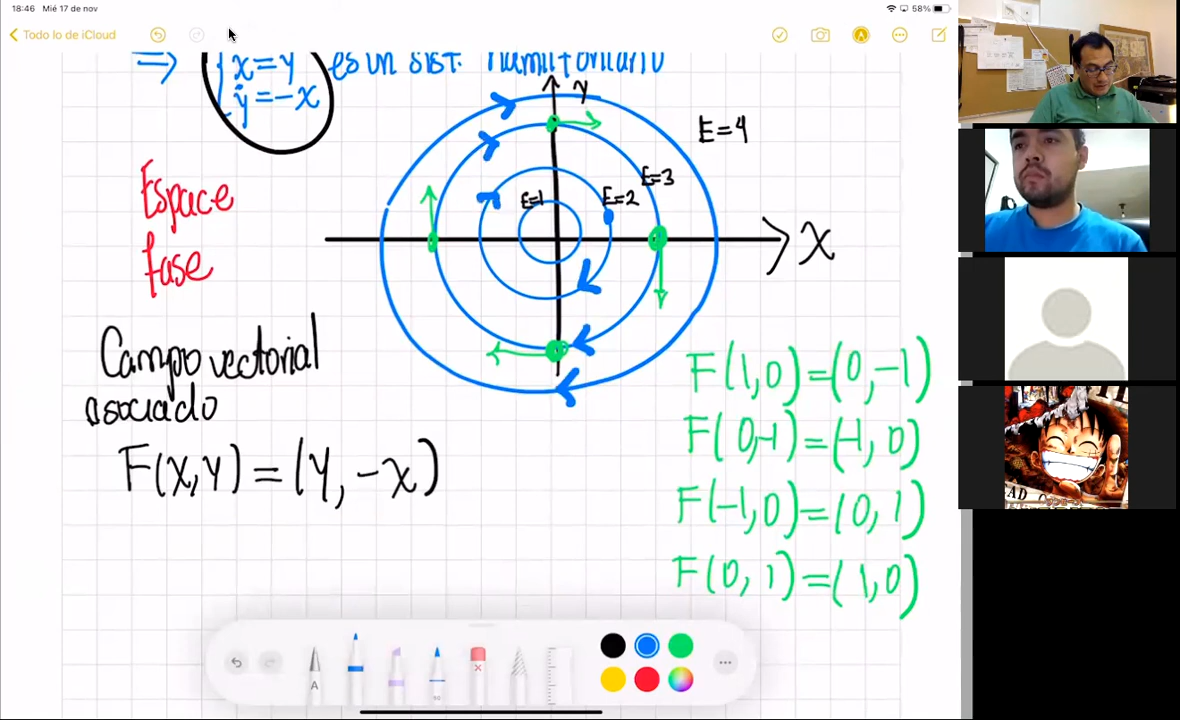 18:46 Mié 17 de nov
58%
Todo lo de iCloud
⇒ { ẋ=y es un sist. Hamiltoniano
ẏ=-x
y
E=4
E=3
E=2
E=1
X
Espace
fase
Campo vectorial
asociado
F(x,y)=(y,-x)
F(1,0)=(0,-1)
F(0,-1)=(-1,0)
F(-1,0)=(0,1)
F(0,1)=(1,0)
A